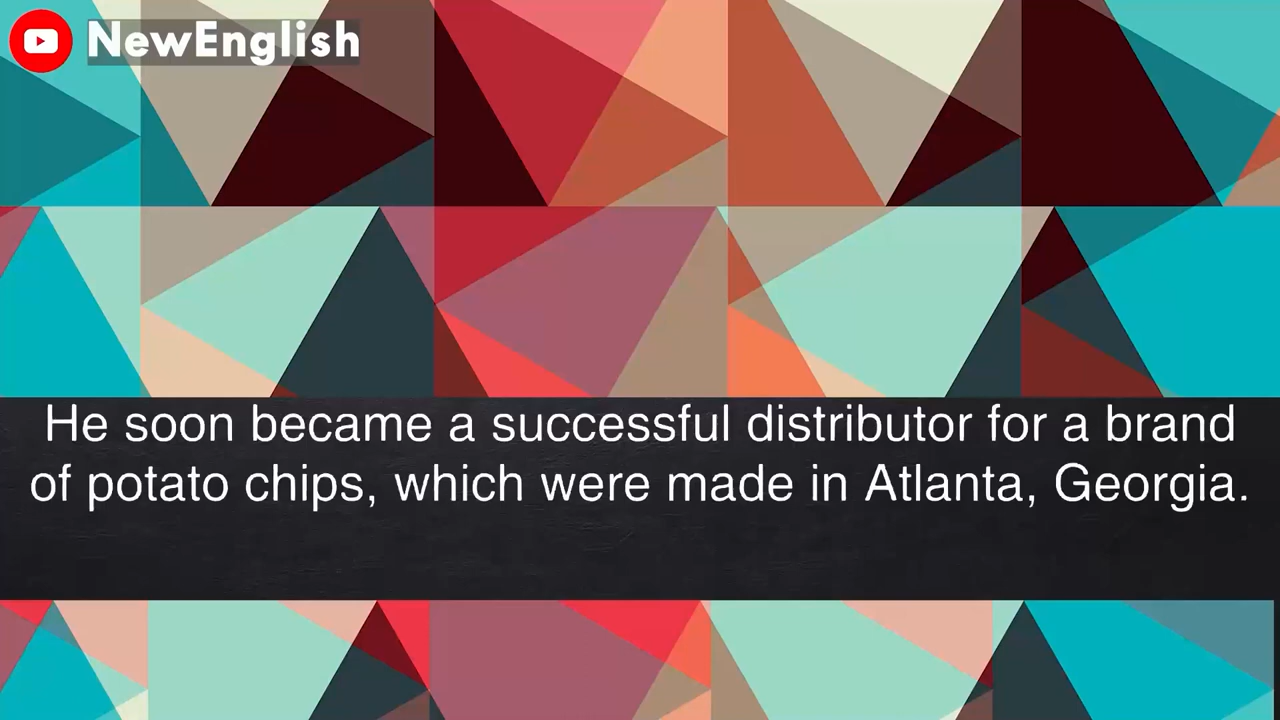 NewEnglish
He soon became a successful distributor for a brand
of potato chips, which were made in Atlanta, Georgia.